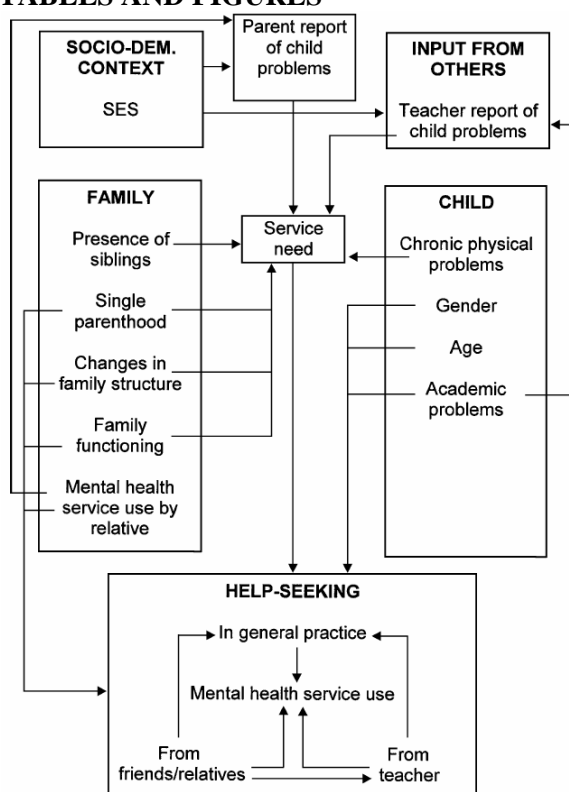 TABLES AND FIGURES
Parent report
of child
problems
SOCIO-DEM.
CONTEXT
SES
INPUT FROM
OTHERS
Teacher report of
child problems
FAMILY
Presence of
siblings
Single
parenthood
Changes in
family structure
Family
functioning
Mental health
service use by
relative
Service
need
CHILD
Chronic physical
problems
Gender
Age
Academic
problems
HELP-SEEKING
In general practice
Mental health service use
From
friends/relatives
From
teacher